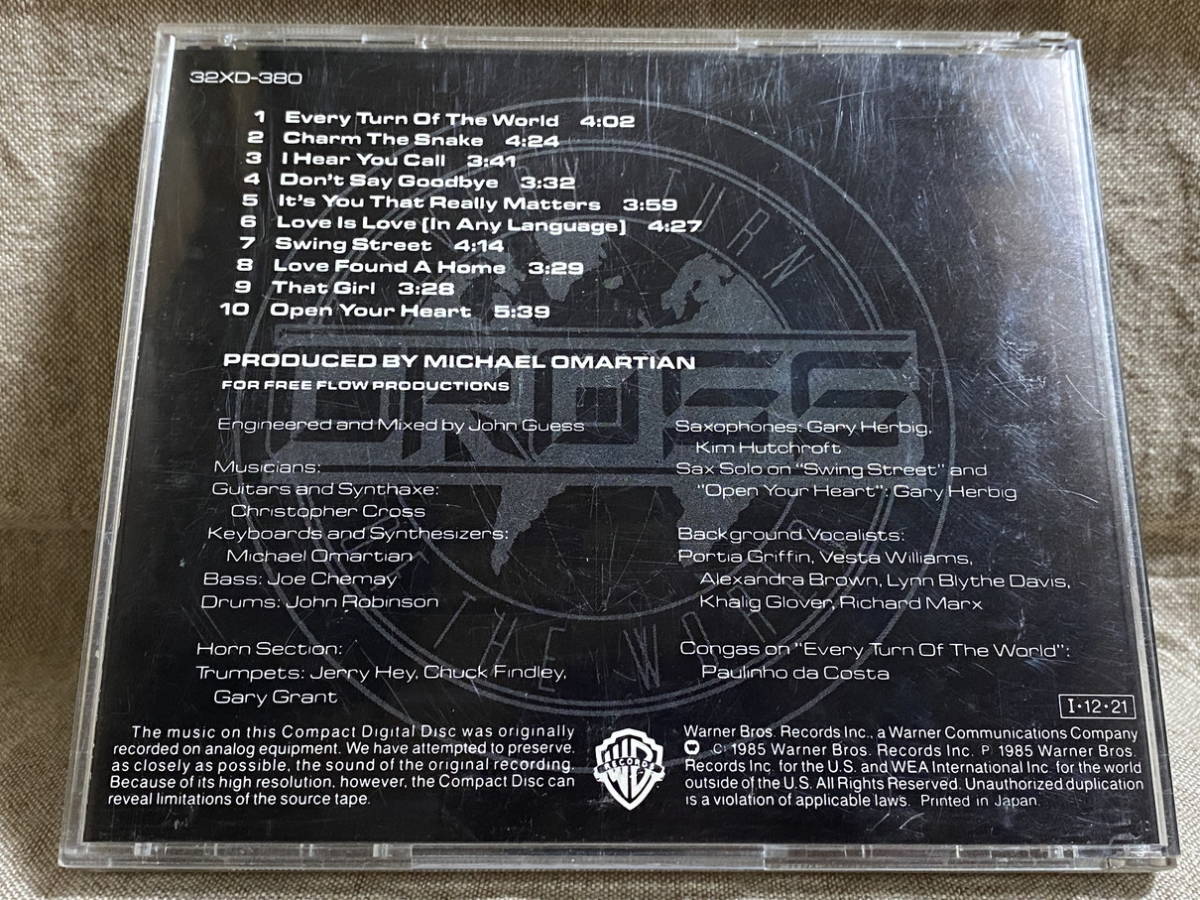 32XD-380
1 Every Turn Of The World 4:02
2 Charm The Snake 4:24
3 I Hear You Call 3:41
4 Don't Say Goodbye 3:32
5 It's You That Really Matters 3:59
6 Love Is Love (In Any Language) 4:27
7 Swing Street 4:14
8 Love Found A Home 3:29
9 That Girl 3:28
10 Open Your Heart 5:39
EVERY TURN
CROSS
OF THE WORLD
PRODUCED BY MICHAEL OMARTIAN
FOR FREE FLOW PRODUCTIONS
Engineered and Mixed by John Guess
Musicians:
Guitars and Synthaxe:
Christopher Cross
Keyboards and Synthesizers:
Michael Omartian
Bass: Joe Chemay
Drums: John Robinson
Horn Section:
Trumpets: Jerry Hey, Chuck Findley,
Gary Grant
Saxophones: Gary Herbig,
Kim Hutchroft
Sax Solo on "Swing Street" and
"Open Your Heart": Gary Herbig
Background Vocalists:
Portia Griffin, Vesta Williams,
Alexandra Brown, Lynn Blythe Davis,
Khalig Glover, Richard Marx
Congas on "Every Turn Of The World":
Paulinho da Costa
I·12·21
The music on this Compact Digital Disc was originally
recorded on analog equipment. We have attempted to preserve,
as closely as possible, the sound of the original recording.
Because of its high resolution, however, the Compact Disc can
reveal limitations of the source tape.
WB
RECORDS
Warner Bros. Records Inc., a Warner Communications Company
C 1985 Warner Bros. Records Inc. P 1985 Warner Bros.
Records Inc. for the U.S. and WEA International Inc. for the world
outside of the U.S. All Rights Reserved. Unauthorized duplication
is a violation of applicable laws. Printed in Japan.